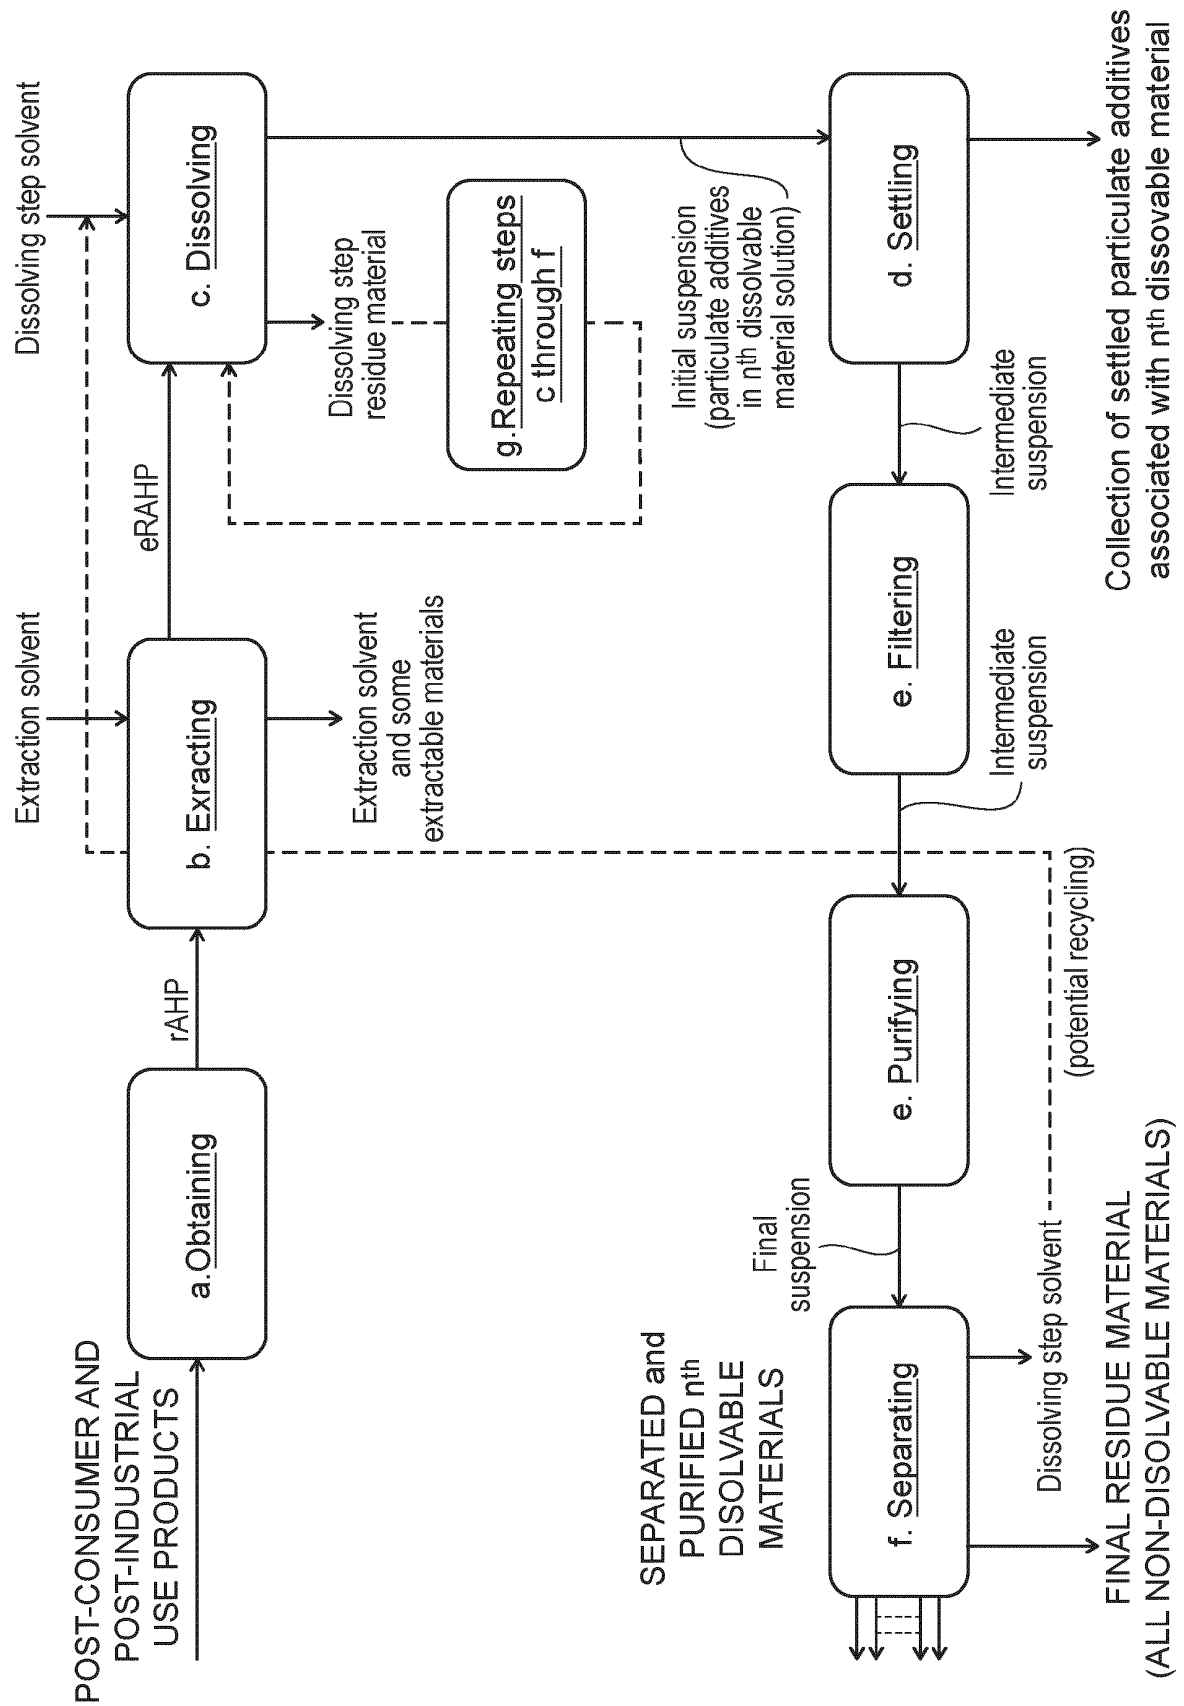 POST-CONSUMER AND
POST-INDUSTRIAL
USE PRODUCTS
a.Obtaining
rAHP
Extraction solvent
b. Exracting
Extraction solvent
and some
extractable materials
eRAHP
Dissolving step solvent
c. Dissolving
Dissolving step
residue material
g.Repeating steps
c through f
Initial suspension
(particulate additives
in nth dissolvable
material solution)
d. Settling
Collection of settled particulate additives
associated with nth dissovable material
Intermediate
suspension
e. Filtering
Intermediate
suspension
e. Purifying
(potential recycling)
Final
suspension
f. Separating
Dissolving step solvent
SEPARATED and
PURIFIED nth
DISOLVABLE
MATERIALS
FINAL RESIDUE MATERIAL
(ALL NON-DISOLVABLE MATERIALS)